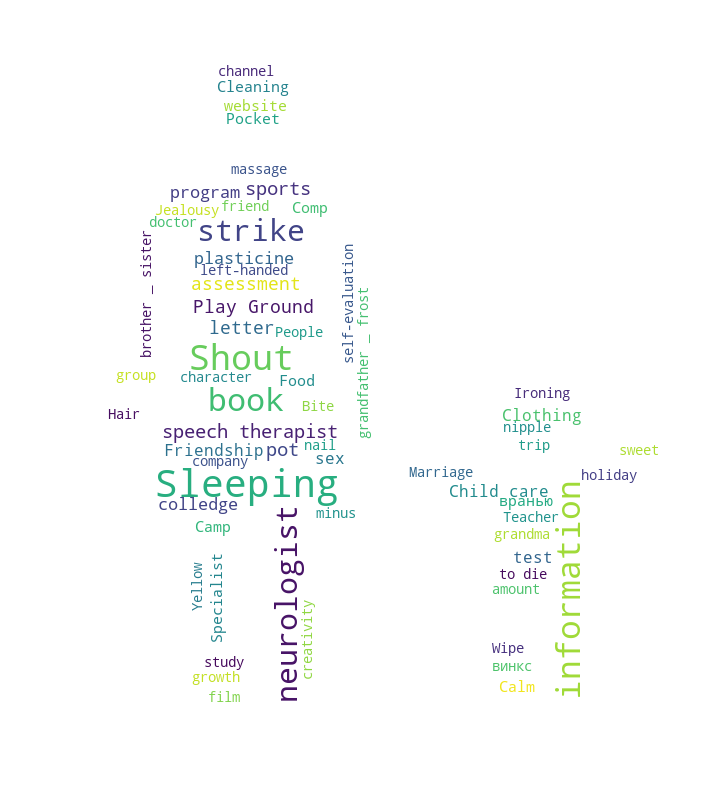 channel
Cleaning
website
Pocket
massage
program sports
Jealousy friend Comp
doctor
strike
brother _ sister
plasticine
left-handed
self-evaluation
assessment
grandfather _ frost
Play Ground
letter People
Shout
group character Food
book Bite
Hair
speech therapist
Friendship pot nail
company sex
Sleeping
colledge minus
Camp
neurologist
Yellow
Specialist
creativity
study
growth
film
Ironing
Clothing
nipple
trip sweet
Marriage holiday
Child care
вранью
information
Teacher
grandma
test
to die
amount
Wipe
винкс
Calm